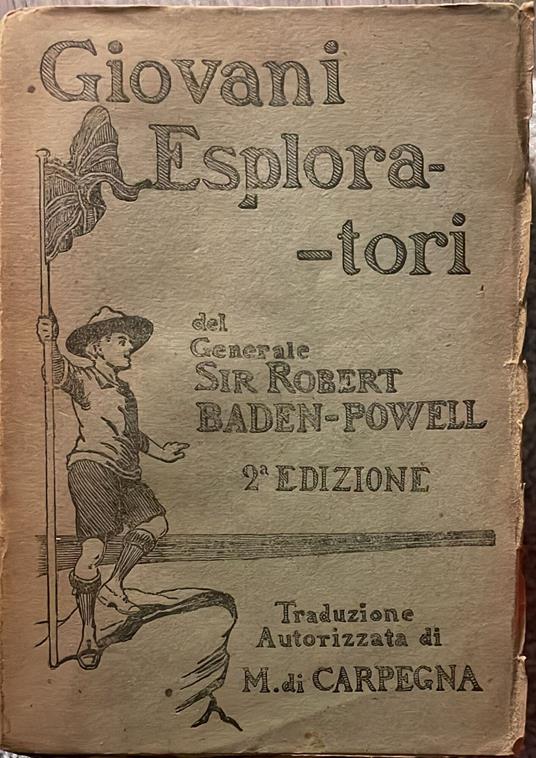 Giovani
Esplora-
-tori
del
Generale
SIR ROBERT
BADEN-POWELL
2ª EDIZIONE
Traduzione
Autorizzata di
M. di CARPEGNA